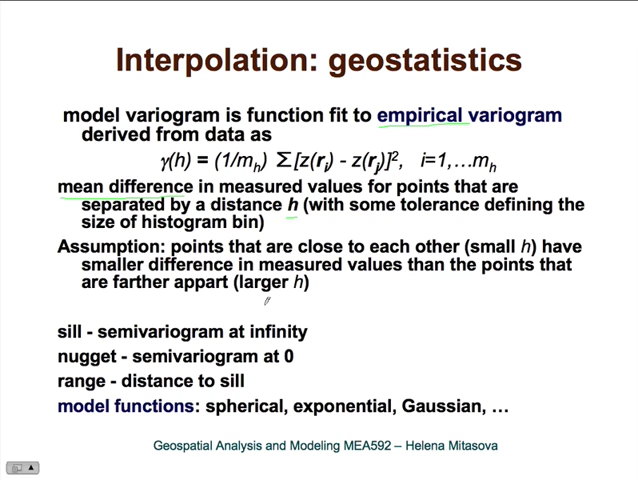 Interpolation: geostatistics
model variogram is function fit to empirical variogram
derived from data as
γ(h) = (1/mₕ) Σ[z(rᵢ) - z(rⱼ)]², i=1,…mₕ
mean difference in measured values for points that are
separated by a distance h (with some tolerance defining the
size of histogram bin)
Assumption: points that are close to each other (small h) have
smaller difference in measured values than the points that
are farther appart (larger h)
sill - semivariogram at infinity
nugget - semivariogram at 0
range - distance to sill
model functions: spherical, exponential, Gaussian, …
Geospatial Analysis and Modeling MEA592 – Helena Mitasova